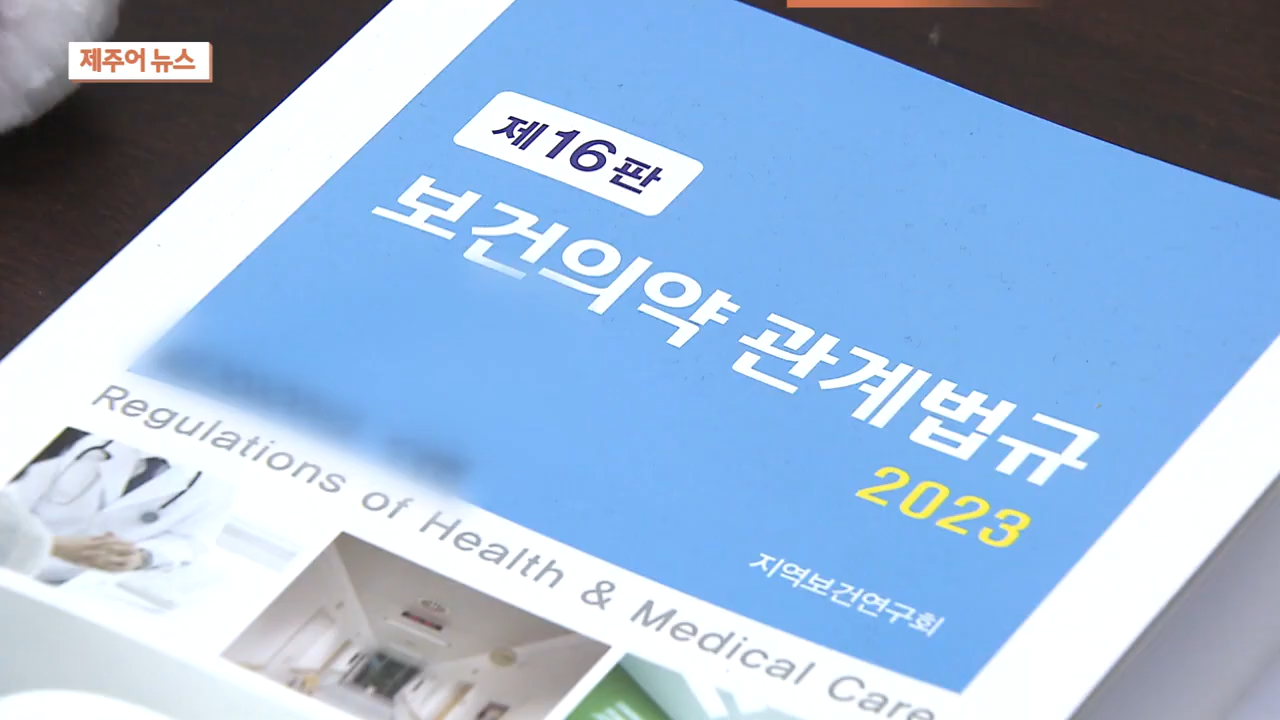 제주어 뉴스
제16판
보건의약 관계법규
2023
지역보건연구회
Regulations of Health & Medical Care